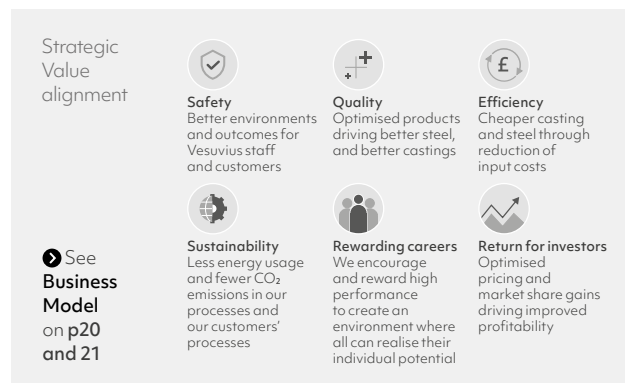 Strategic
Value
alignment
Safety
Better environments
and outcomes for
Vesuvius staff
and customers
Quality
Optimised products
driving better steel,
and better castings
£
Efficiency
Cheaper casting
and steel through
reduction of
input costs
Sustainability
Less energy usage
and fewer CO₂
emissions in our
processes and
our customers’
processes
Rewarding careers
We encourage
and reward high
performance
to create an
environment where
all can realise their
individual potential
Return for investors
Optimised
pricing and
market share gains
driving improved
profitability
See
Business
Model
on p20
and 21